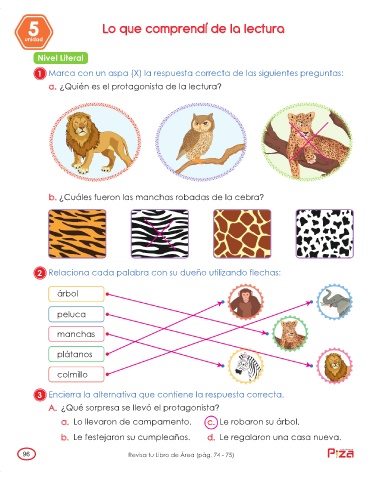 5
unidad
Lo que comprendí de la lectura
Nivel Literal
1 Marca con un aspa (X) la respuesta correcta de las siguientes preguntas:
a. ¿Quién es el protagonista de la lectura?
b. ¿Cuáles fueron las manchas robadas de la cebra?
2 Relaciona cada palabra con su dueño utilizando flechas:
árbol
peluca
manchas
plátanos
colmillo
3 Encierra la alternativa que contiene la respuesta correcta.
A. ¿Qué sorpresa se llevó el protagonista?
a. Lo llevaron de campamento. c. Le robaron su árbol.
b. Le festejaron su cumpleaños. d. Le regalaron una casa nueva.
96 Revisa tu Libro de Área (pág. 74 - 75)